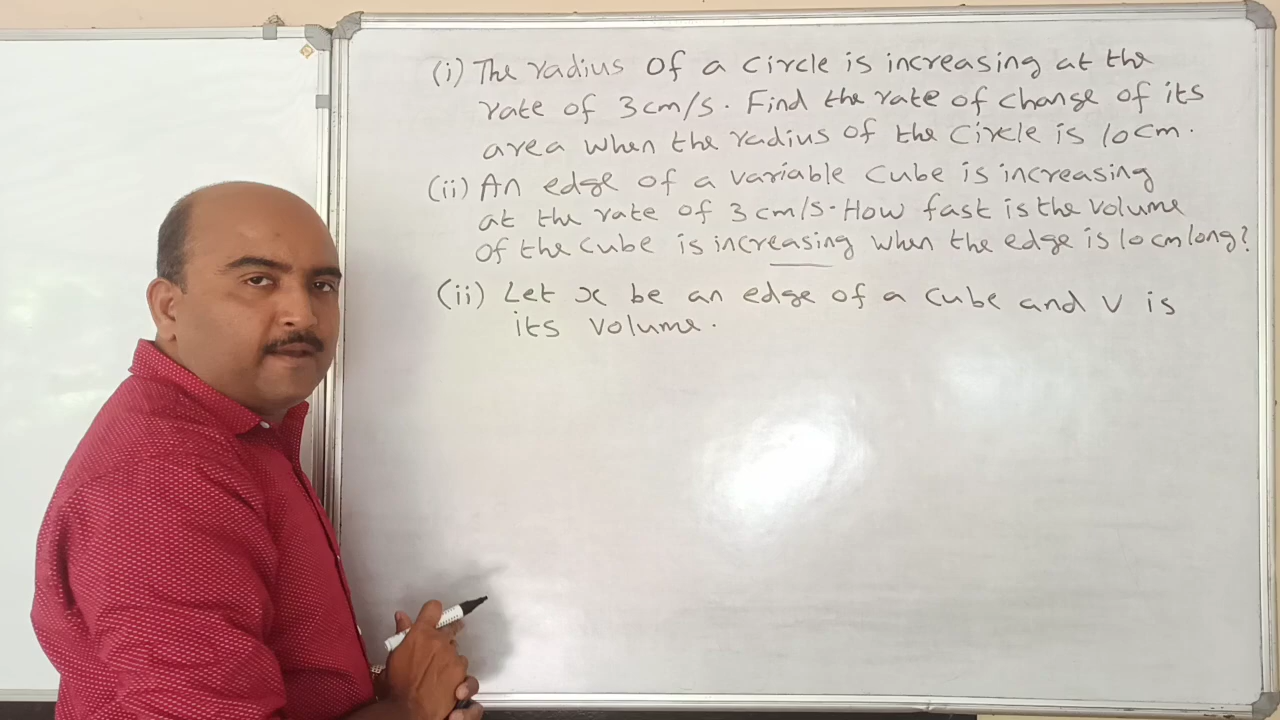 (i) The radius of a circle is increasing at the
rate of 3cm/s. Find the rate of change of its
area when the radius of the circle is 10cm.
(ii) An edge of a variable cube is increasing
at the rate of 3cm/s. How fast is the volume
of the cube is increasing when the edge is 10cm long?
(ii) Let x be an edge of a cube and V is
its volume.